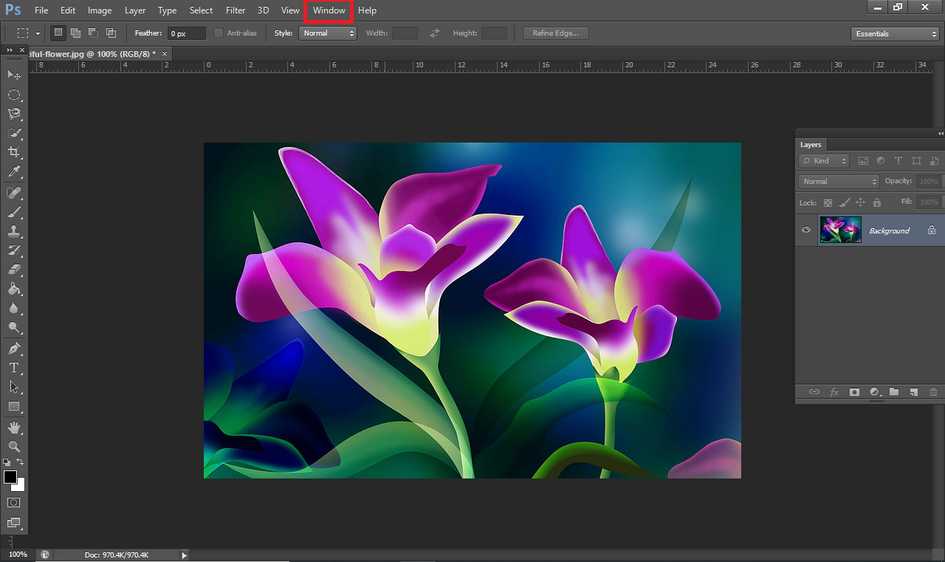 Ps File Edit Image Layer Type Select Filter 3D View Window Help
Feather: 0 px Anti-alias Style: Normal Width: Height: Refine Edge... Essentials
iful-flower.jpg @ 100% (RGB/8) * ×
8 6 4 2 0 2 4 6 8 10 12 14 16 18 20 22 24 26 28 30 32 34
Layers
Kind
Normal Opacity: 100%
Lock: Fill: 100%
Background
100% Doc: 970.4K/970.4K